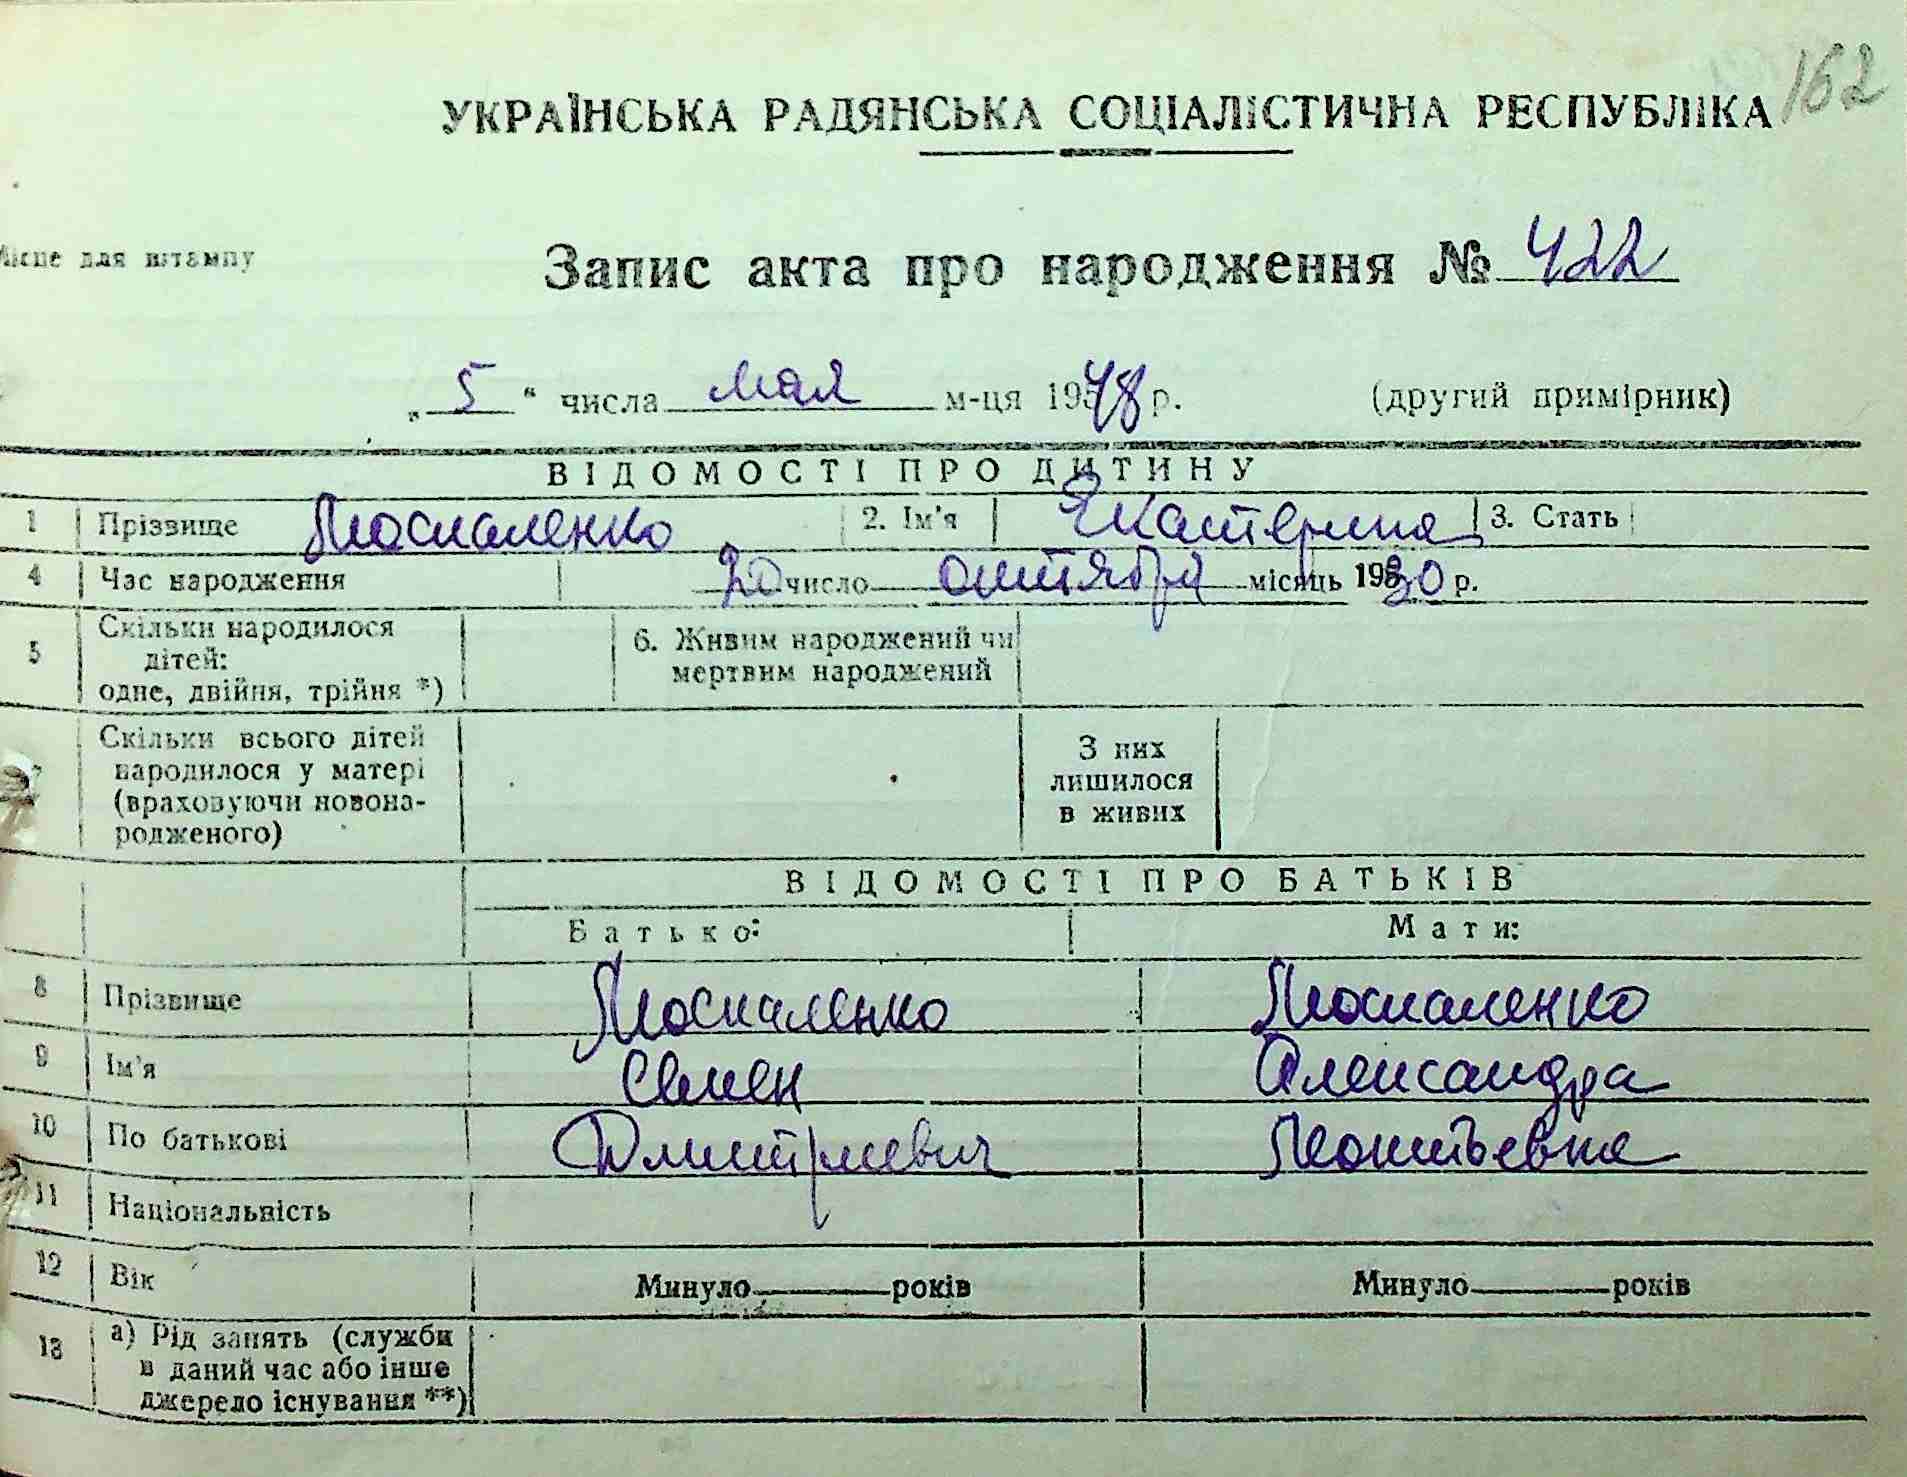 162
УКРАЇНСЬКА РАДЯНСЬКА СОЦІАЛІСТИЧНА РЕСПУБЛІКА
Місце для штампу
Запис акта про народження № 422
„5“ числа мая м-ця 1948 р. (другий примірник)
ВІДОМОСТІ ПРО ДИТИНУ
1 Прізвище Москаленко 2. Ім'я Екатерина 3. Стать
4 Час народження 20 число октября місяць 1930 р.
5 Скільки народилося дітей: одне, двійня, трійня *) 6. Живим народжений чи мертвим народжений
7 Скільки всього дітей народилося у матері (враховуючи новонародженого) З них лишилося в живих
ВІДОМОСТІ ПРО БАТЬКІВ
Батько: Мати:
8 Прізвище Москаленко Москаленко
9 Ім'я Семен Александра
10 По батькові Дмитриевич Леонтьевна
11 Національність
12 Вік Минуло років Минуло років
13 а) Рід занять (служби в даний час або інше джерело існування **)